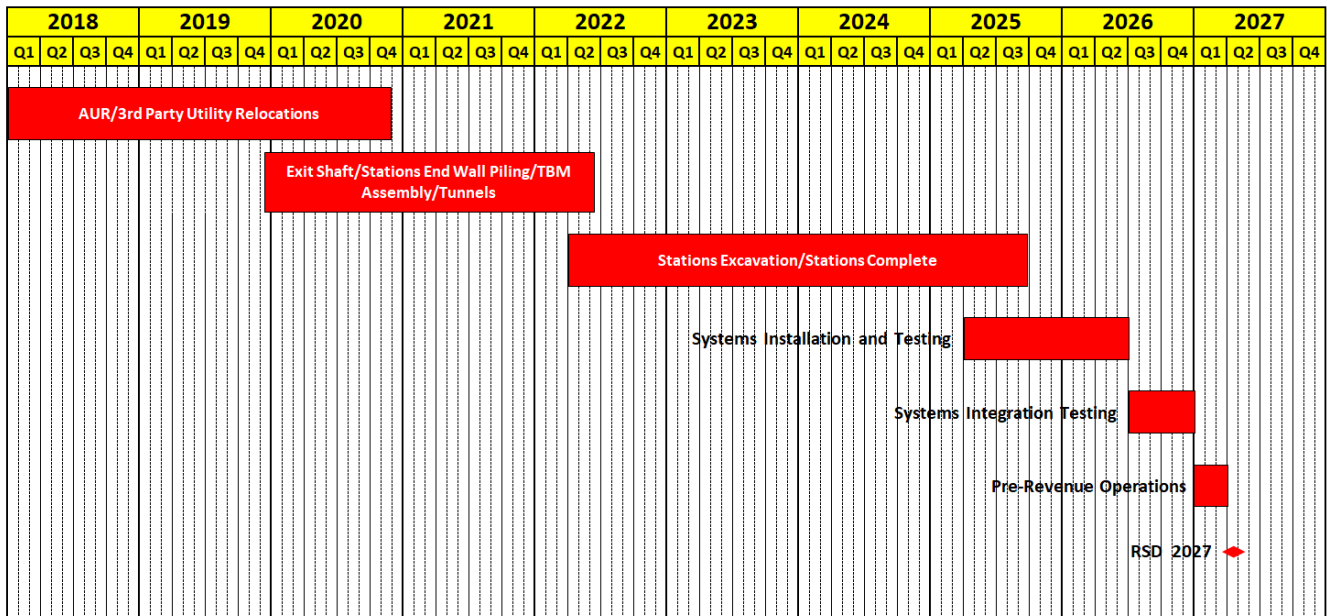 2018 2019 2020 2021 2022 2023 2024 2025 2026 2027
Q1 Q2 Q3 Q4 Q1 Q2 Q3 Q4 Q1 Q2 Q3 Q4 Q1 Q2 Q3 Q4 Q1 Q2 Q3 Q4 Q1 Q2 Q3 Q4 Q1 Q2 Q3 Q4 Q1 Q2 Q3 Q4 Q1 Q2 Q3 Q4 Q1 Q2 Q3 Q4
AUR/3rd Party Utility Relocations
Exit Shaft/Stations End Wall Piling/TBM
Assembly/Tunnels
Stations Excavation/Stations Complete
Systems Installation and Testing
Systems Integration Testing
Pre-Revenue Operations
RSD 2027